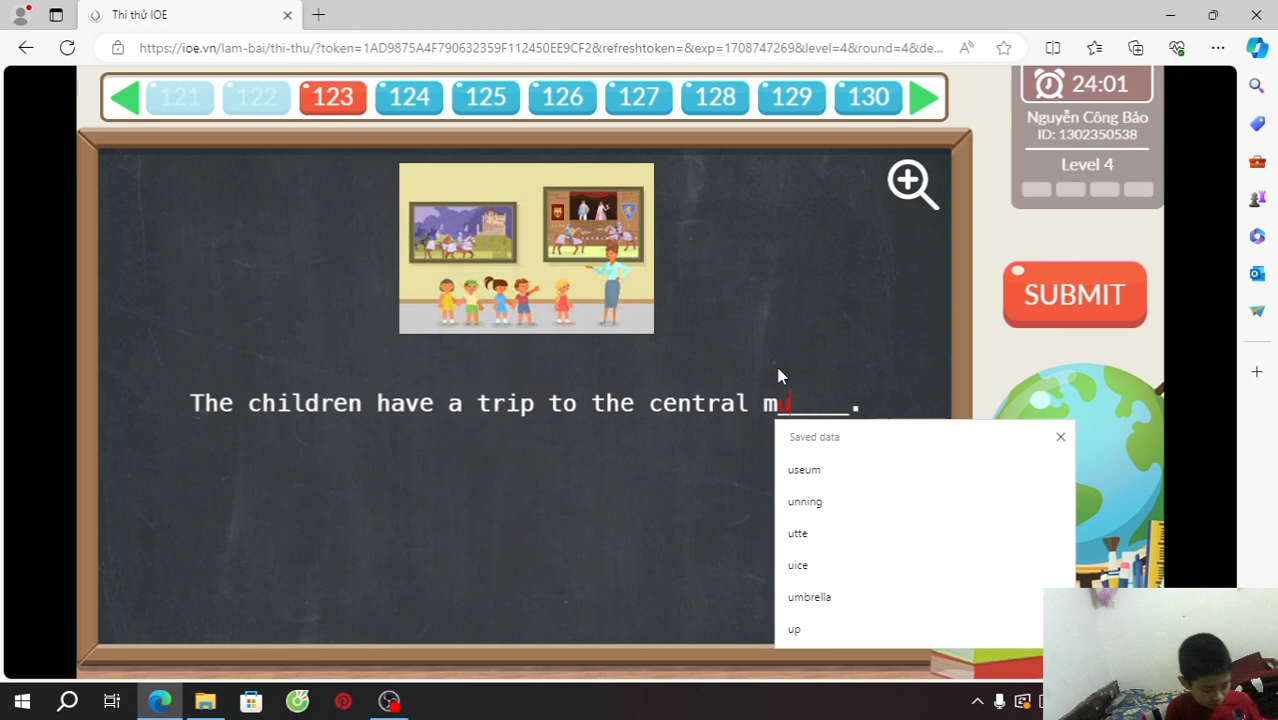 Thi thử IOE
https://ioe.vn/lam-bai/thi-thu/?token=1AD9875A4F790632359F112450EE9CF2&refreshtoken=&exp=1708747269&level=4&round=4&de...
121 122 123 124 125 126 127 128 129 130
24:01
Nguyễn Công Bảo
ID: 1302350538
Level 4
SUBMIT
The children have a trip to the central mu_____.
Saved data
useum
unning
utte
uice
umbrella
up